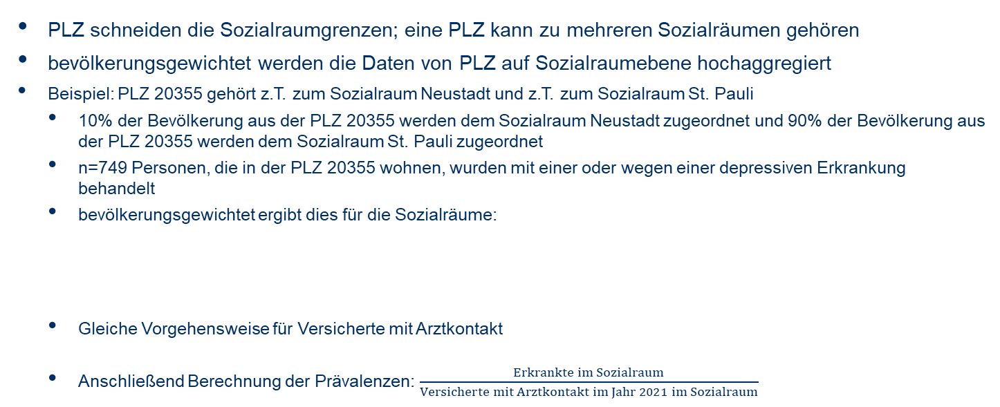 • PLZ schneiden die Sozialraumgrenzen; eine PLZ kann zu mehreren Sozialräumen gehören
• bevölkerungsgewichtet werden die Daten von PLZ auf Sozialraumebene hochaggregiert
• Beispiel: PLZ 20355 gehört z.T. zum Sozialraum Neustadt und z.T. zum Sozialraum St. Pauli
• 10% der Bevölkerung aus der PLZ 20355 werden dem Sozialraum Neustadt zugeordnet und 90% der Bevölkerung aus
der PLZ 20355 werden dem Sozialraum St. Pauli zugeordnet
• n=749 Personen, die in der PLZ 20355 wohnen, wurden mit einer oder wegen einer depressiven Erkrankung
behandelt
• bevölkerungsgewichtet ergibt dies für die Sozialräume:
• Gleiche Vorgehensweise für Versicherte mit Arztkontakt
• Anschließend Berechnung der Prävalenzen:
Erkrankte im Sozialraum
Versicherte mit Arztkontakt im Jahr 2021 im Sozialraum